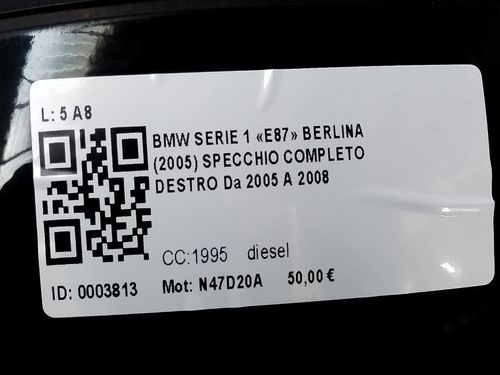 L: 5 A8
BMW SERIE 1 «E87» BERLINA
(2005) SPECCHIO COMPLETO
DESTRO Da 2005 A 2008
CC:1995 diesel
ID: 0003813 Mot: N47D20A 50,00 €